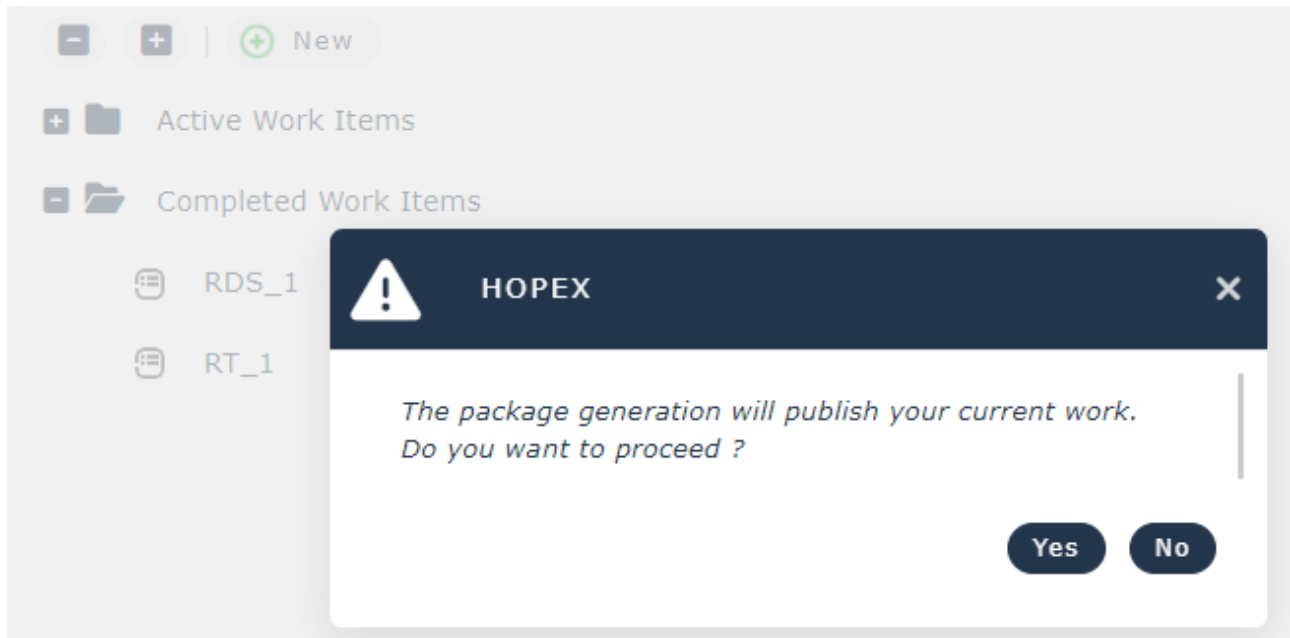 New
Active Work Items
Completed Work Items
RDS_1
RT_1
HOPEX
The package generation will publish your current work.
Do you want to proceed ?
Yes No